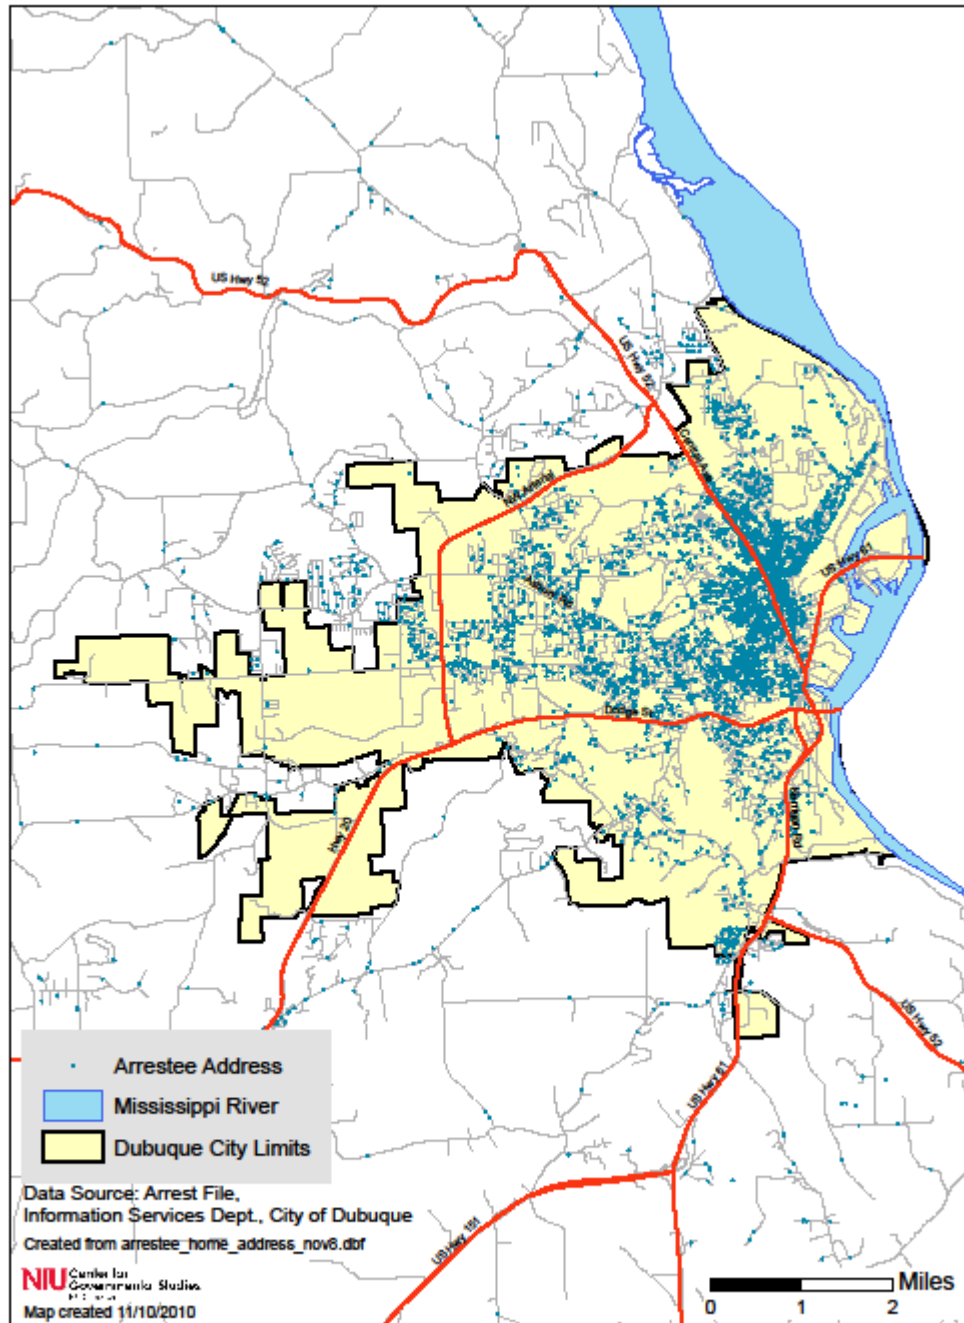 US Hwy 52
US Hwy 52
Central Ave
NW Arterial
US Hwy 61
Asbury Rd
Dodge St
Hwy 20
US Hwy 52
US Hwy 61
US Hwy 151
Arrestee Address
Mississippi River
Dubuque City Limits
Data Source: Arrest File,
Information Services Dept., City of Dubuque
Created from arrestee_home_address_nov8.dbf
NIU Center for
Governmental Studies
Map created 11/10/2010
Miles
0 1 2